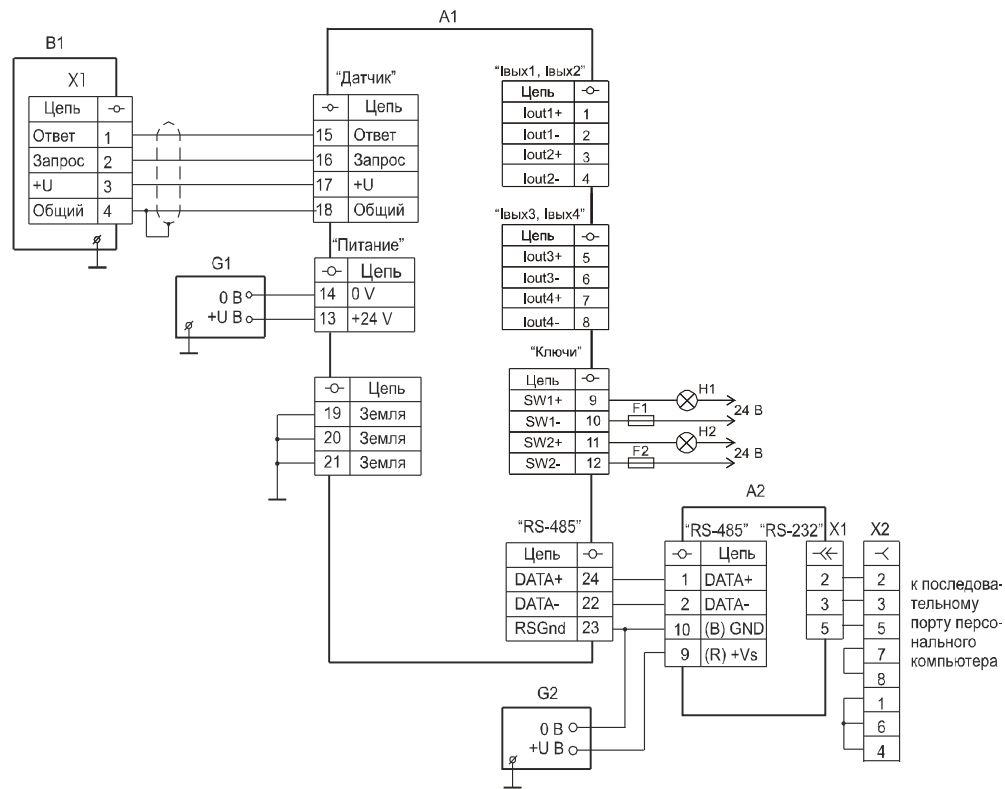 A1
B1
X1
Цепь
Ответ 1
Запрос 2
+U 3
Общий 4
“Датчик”
Цепь
15 Ответ
16 Запрос
17 +U
18 Общий
“Питание”
Цепь
14 0 V
13 +24 V
G1
0 В
+U В
Цепь
19 Земля
20 Земля
21 Земля
“Iвых1, Iвых2”
Цепь
Iout1+ 1
Iout1- 2
Iout2+ 3
Iout2- 4
“Iвых3, Iвых4”
Цепь
Iout3+ 5
Iout3- 6
Iout4+ 7
Iout4- 8
“Ключи”
Цепь
SW1+ 9
SW1- 10
SW2+ 11
SW2- 12
H1
F1
24 В
H2
F2
24 В
“RS-485”
Цепь
DATA+ 24
DATA- 22
RSGnd 23
A2
“RS-485” “RS-232” X1
Цепь
1 DATA+
2 DATA-
10 (B) GND
9 (R) +Vs
2
3
5
X2
2
3
5
7
8
1
6
4
к последова-
тельному
порту персо-
нального
компьютера
G2
0 В
+U В